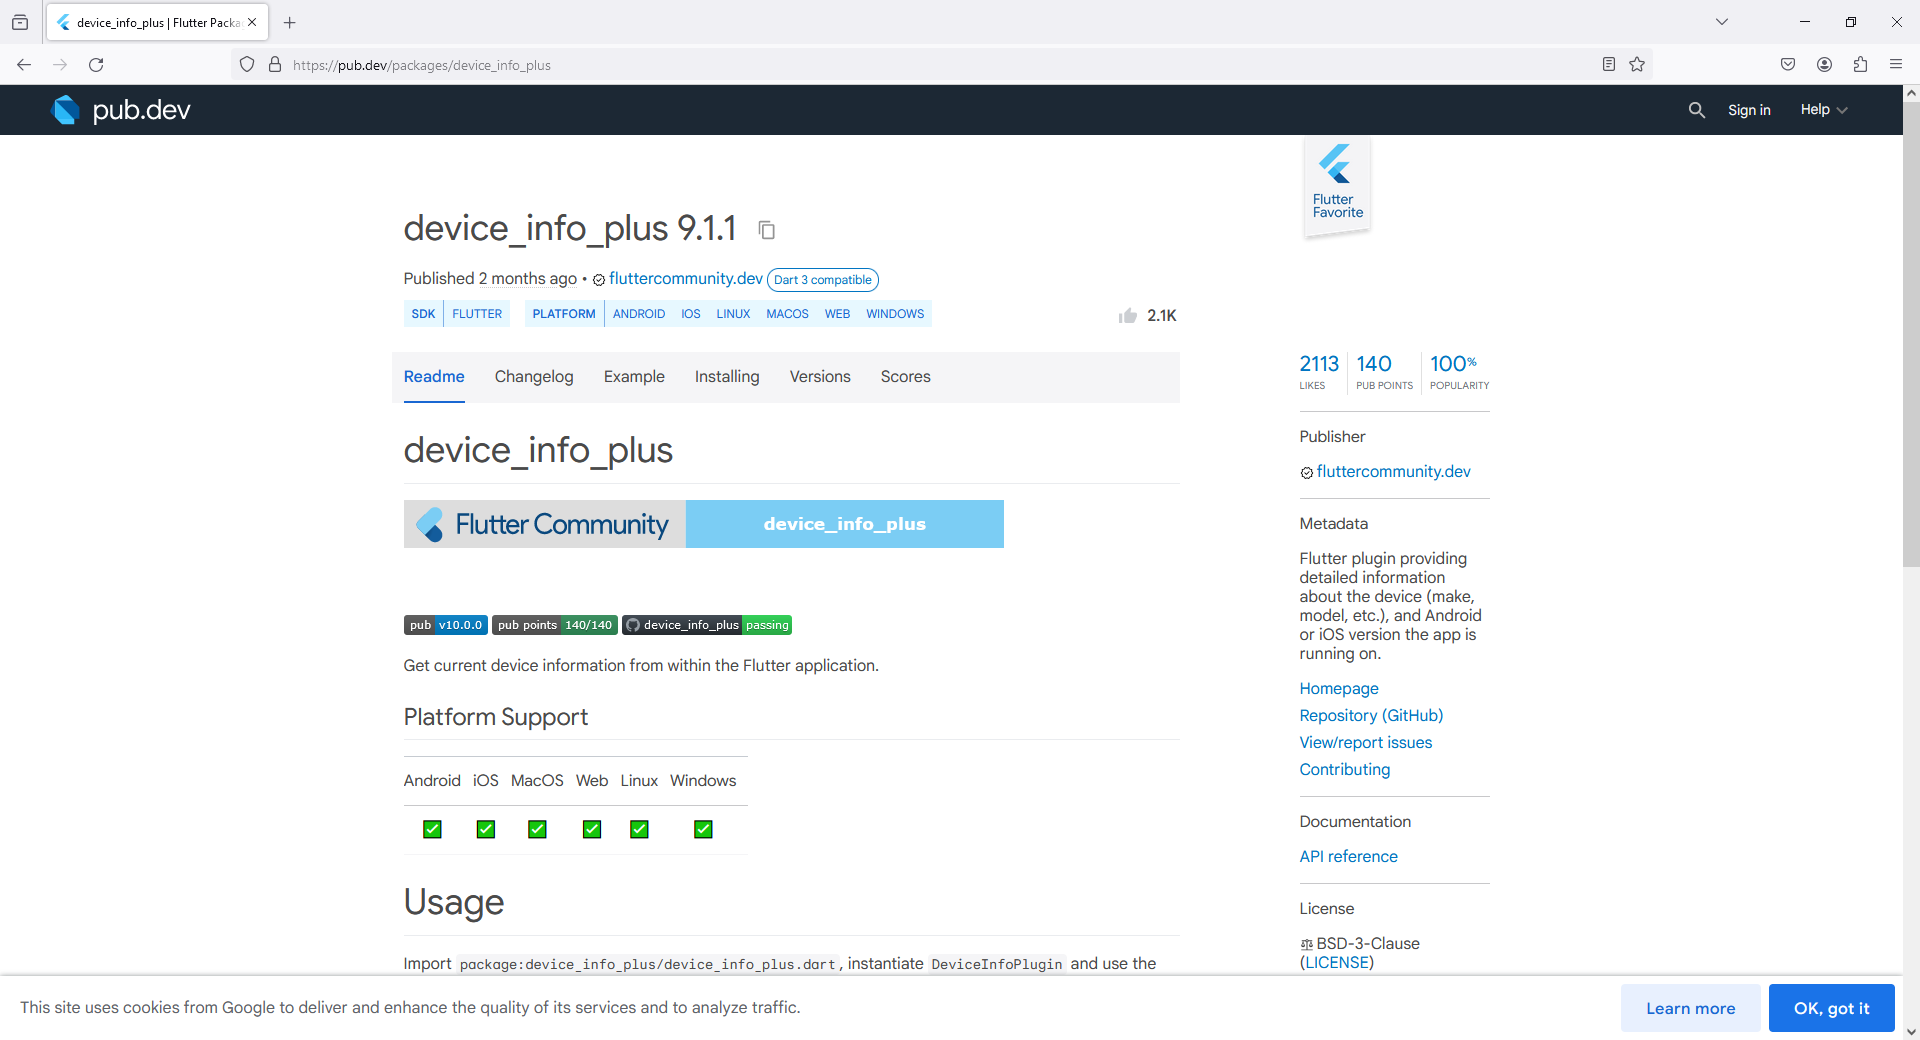 device_info_plus | Flutter Packa
https://pub.dev/packages/device_info_plus
pub.dev
Sign in
Help
Flutter
Favorite
device_info_plus 9.1.1
Published 2 months ago • fluttercommunity.dev Dart 3 compatible
SDK FLUTTER PLATFORM ANDROID IOS LINUX MACOS WEB WINDOWS
2.1K
Readme Changelog Example Installing Versions Scores
device_info_plus
Flutter Community device_info_plus
pub v10.0.0 pub points 140/140 device_info_plus passing
Get current device information from within the Flutter application.
Platform Support
Android iOS MacOS Web Linux Windows
Usage
Import package:device_info_plus/device_info_plus.dart, instantiate DeviceInfoPlugin and use the
2113 140 100%
LIKES PUB POINTS POPULARITY
Publisher
fluttercommunity.dev
Metadata
Flutter plugin providing
detailed information
about the device (make,
model, etc.), and Android
or iOS version the app is
running on.
Homepage
Repository (GitHub)
View/report issues
Contributing
Documentation
API reference
License
BSD-3-Clause
(LICENSE)
This site uses cookies from Google to deliver and enhance the quality of its services and to analyze traffic.
Learn more
OK, got it